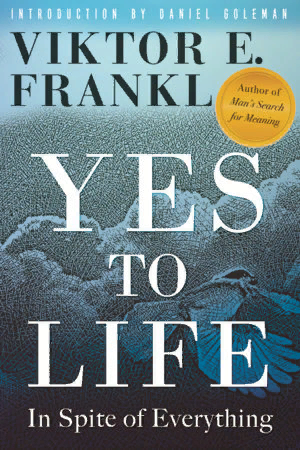 INTRODUCTION BY DANIEL GOLEMAN
VIKTOR E.
FRANKL
Author of
Man's Search
for Meaning
YES
TO
LIFE
In Spite of Everything